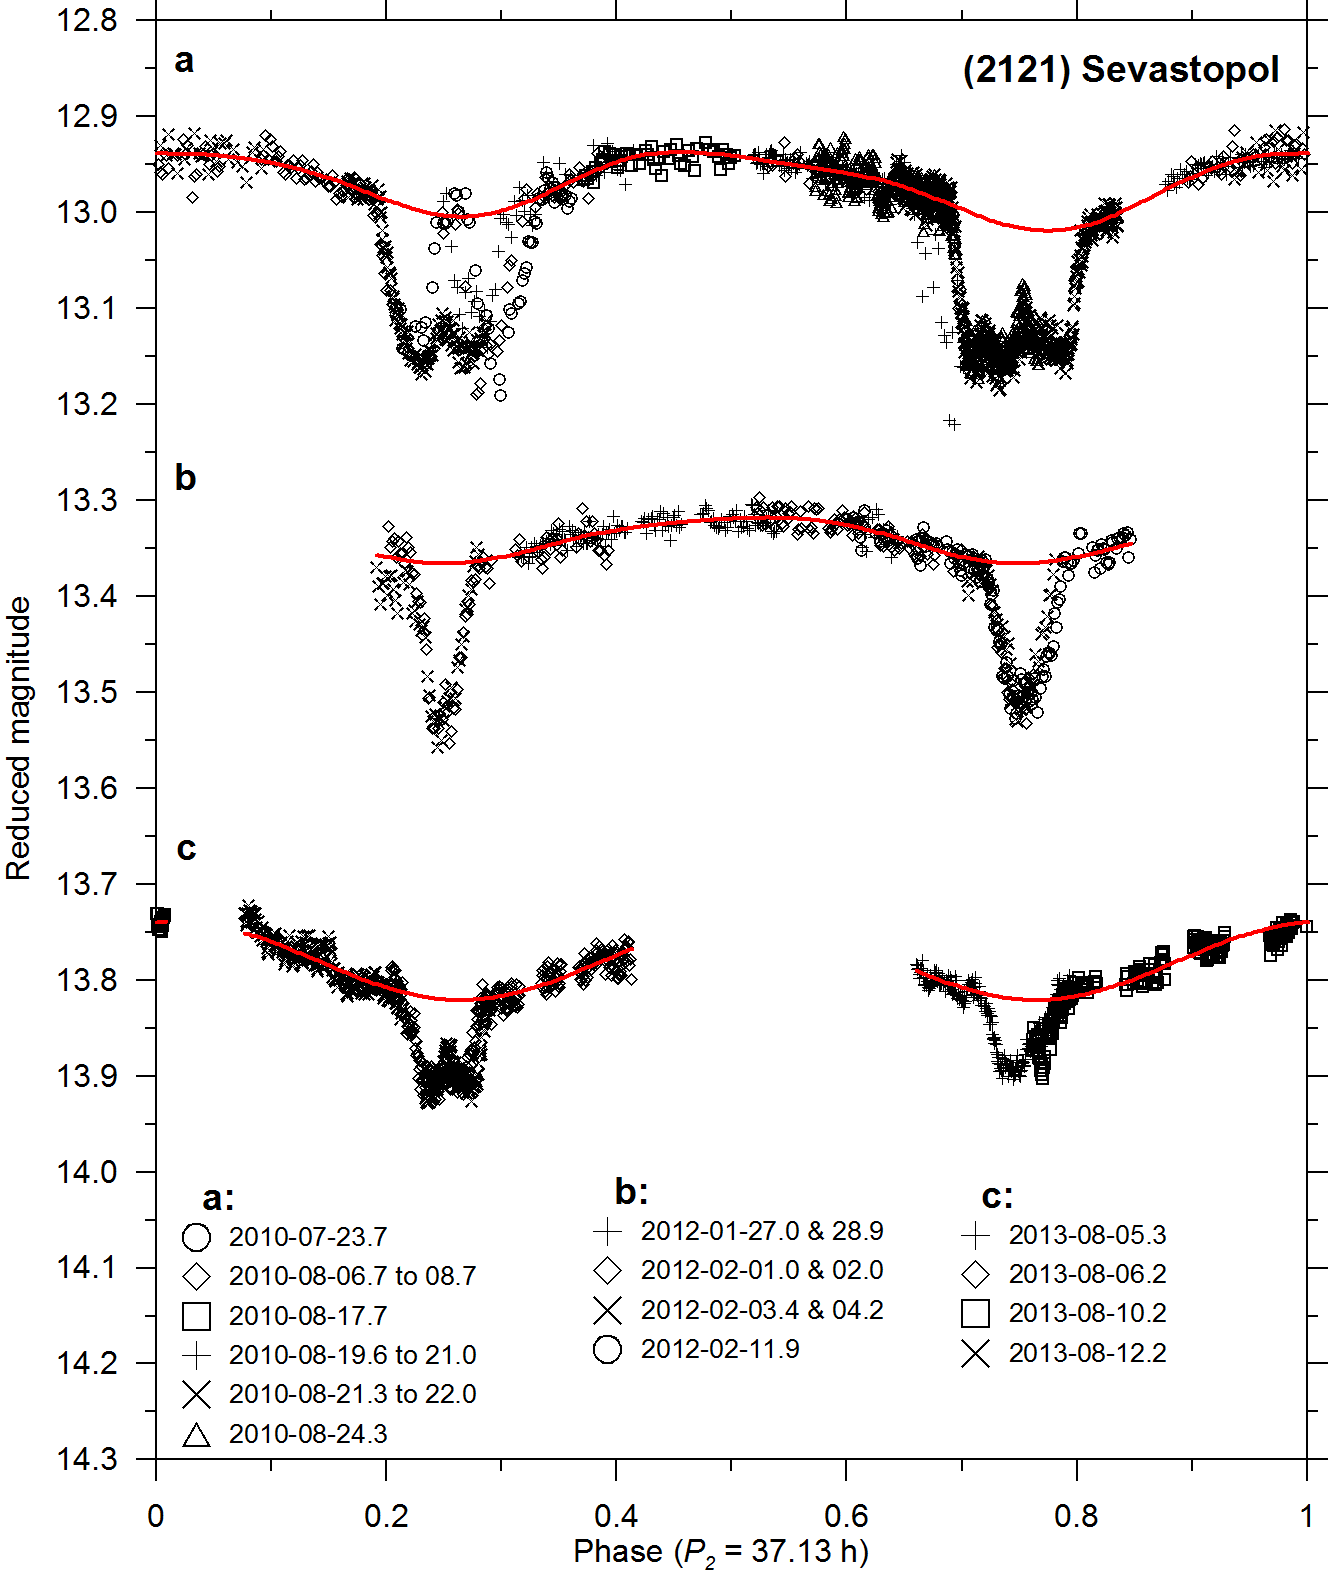 12.8
a
(2121) Sevastopol
12.9
13.0
13.1
13.2
b
13.3
13.4
13.5
13.6
Reduced magnitude
c
13.7
13.8
13.9
14.0
14.1
14.2
14.3
a:
2010-07-23.7
2010-08-06.7 to 08.7
2010-08-17.7
2010-08-19.6 to 21.0
2010-08-21.3 to 22.0
2010-08-24.3
b:
2012-01-27.0 & 28.9
2012-02-01.0 & 02.0
2012-02-03.4 & 04.2
2012-02-11.9
c:
2013-08-05.3
2013-08-06.2
2013-08-10.2
2013-08-12.2
0 0.2 0.4 0.6 0.8 1
Phase (P2 = 37.13 h)